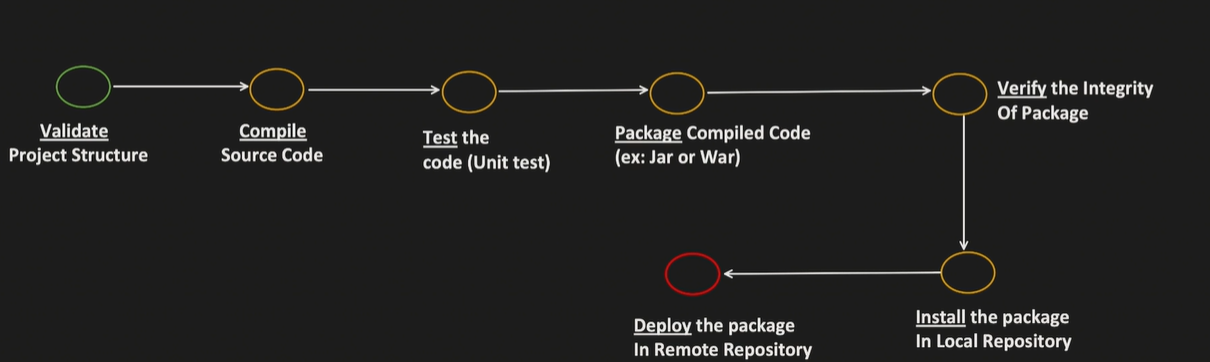 Validate
Project Structure
Compile
Source Code
Test the
code (Unit test)
Package Compiled Code
(ex: Jar or War)
Verify the Integrity
Of Package
Install the package
In Local Repository
Deploy the package
In Remote Repository